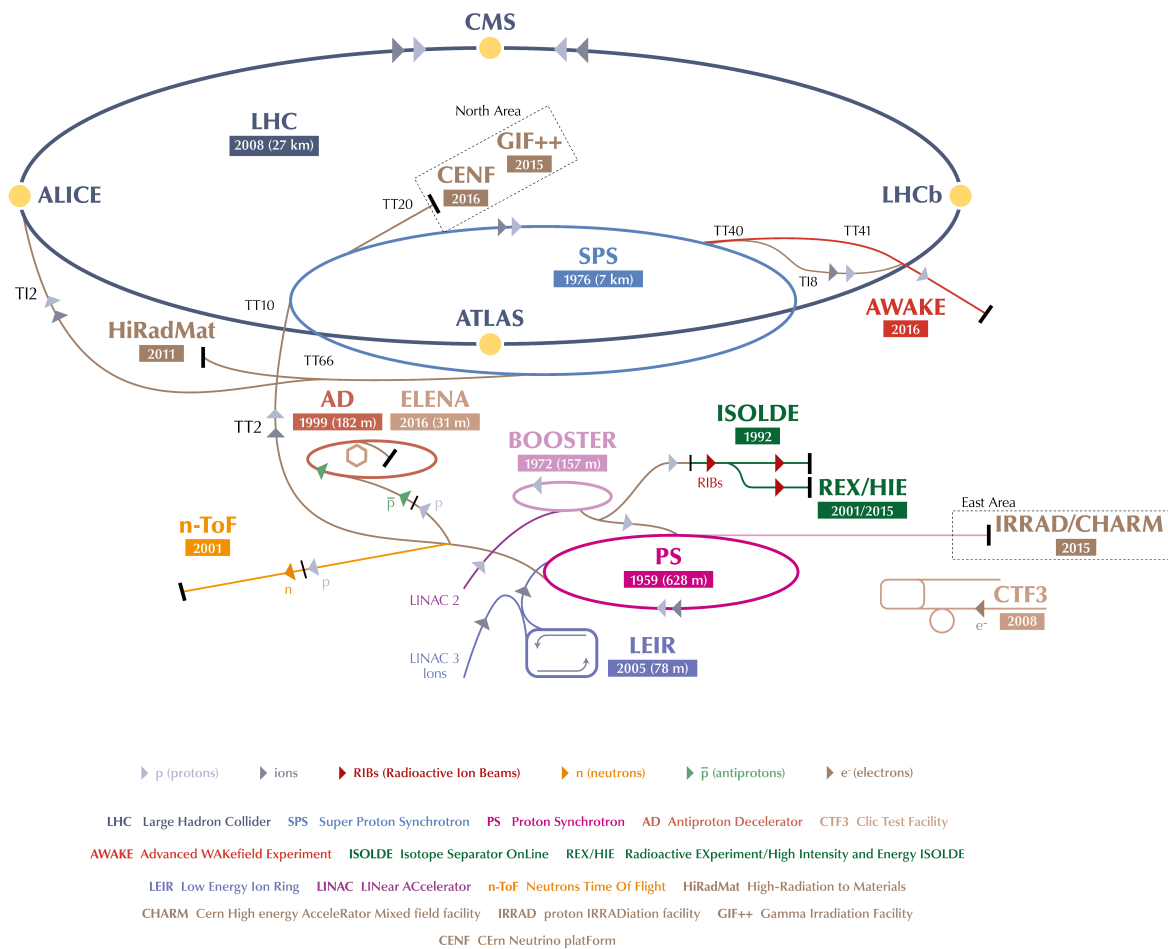 CMS
North Area
LHC
2008 (27 km)
GIF++
2015
CENF
2016
ALICE
LHCb
TT20
TT40
TT41
SPS
1976 (7 km)
TI2
TI8
TT10
AWAKE
2016
ATLAS
HiRadMat
2011
TT66
AD
1999 (182 m)
ELENA
2016 (31 m)
TT2
ISOLDE
1992
BOOSTER
1972 (157 m)
RIBs
REX/HIE
2001/2015
East Area
p̅
p
n-ToF
2001
IRRAD/CHARM
2015
PS
1959 (628 m)
n
p
LINAC 2
CTF3
2008
e-
LEIR
2005 (78 m)
LINAC 3
Ions
p (protons) ions RIBs (Radioactive Ion Beams) n (neutrons) p̅ (antiprotons) e- (electrons)
LHC Large Hadron Collider SPS Super Proton Synchrotron PS Proton Synchrotron AD Antiproton Decelerator CTF3 Clic Test Facility
AWAKE Advanced WAKefield Experiment ISOLDE Isotope Separator OnLine REX/HIE Radioactive EXperiment/High Intensity and Energy ISOLDE
LEIR Low Energy Ion Ring LINAC LINear ACcelerator n-ToF Neutrons Time Of Flight HiRadMat High-Radiation to Materials
CHARM Cern High energy AcceleRator Mixed field facility IRRAD proton IRRADiation facility GIF++ Gamma Irradiation Facility
CENF CErn Neutrino platForm